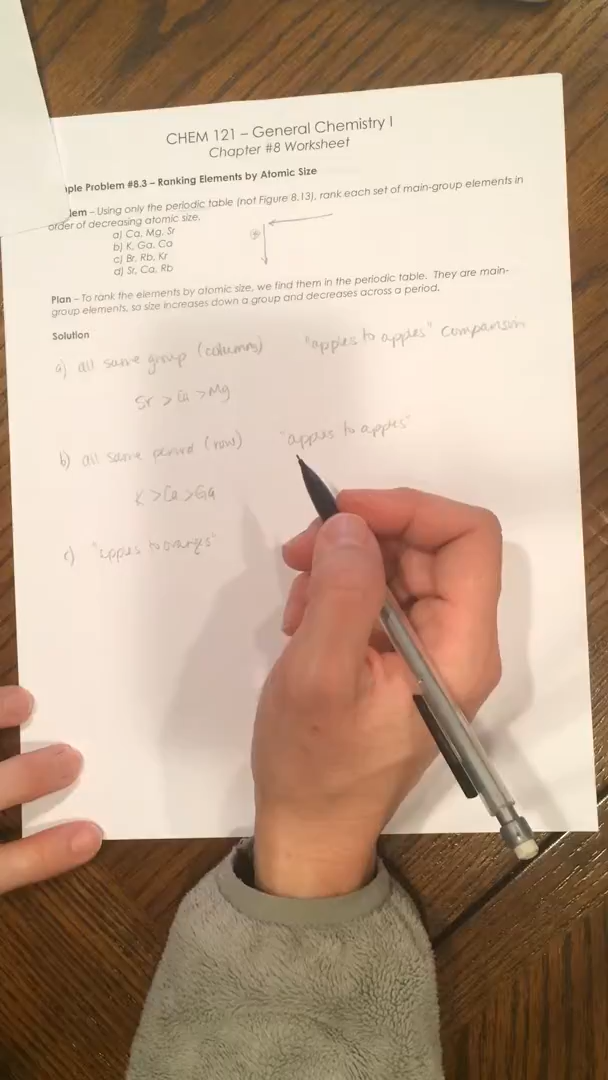 CHEM 121 – General Chemistry I
Chapter #8 Worksheet
Problem #8.3 – Ranking Elements by Atomic Size
– Using only the periodic table (not Figure 8.13), rank each set of main-group elements in
order of decreasing atomic size.
a) Ca, Mg, Sr
b) K, Ga, Ca
c) Br, Rb, Kr
d) Sr, Ca, Rb
Plan – To rank the elements by atomic size, we find them in the periodic table. They are main-
group elements, so size increases down a group and decreases across a period.
Solution
a) all same group (columns) "apples to apples" comparison
Sr > Ca > Mg
b) all same period (row) "apples to apples"
K > Ca > Ga
c) "apples to oranges"